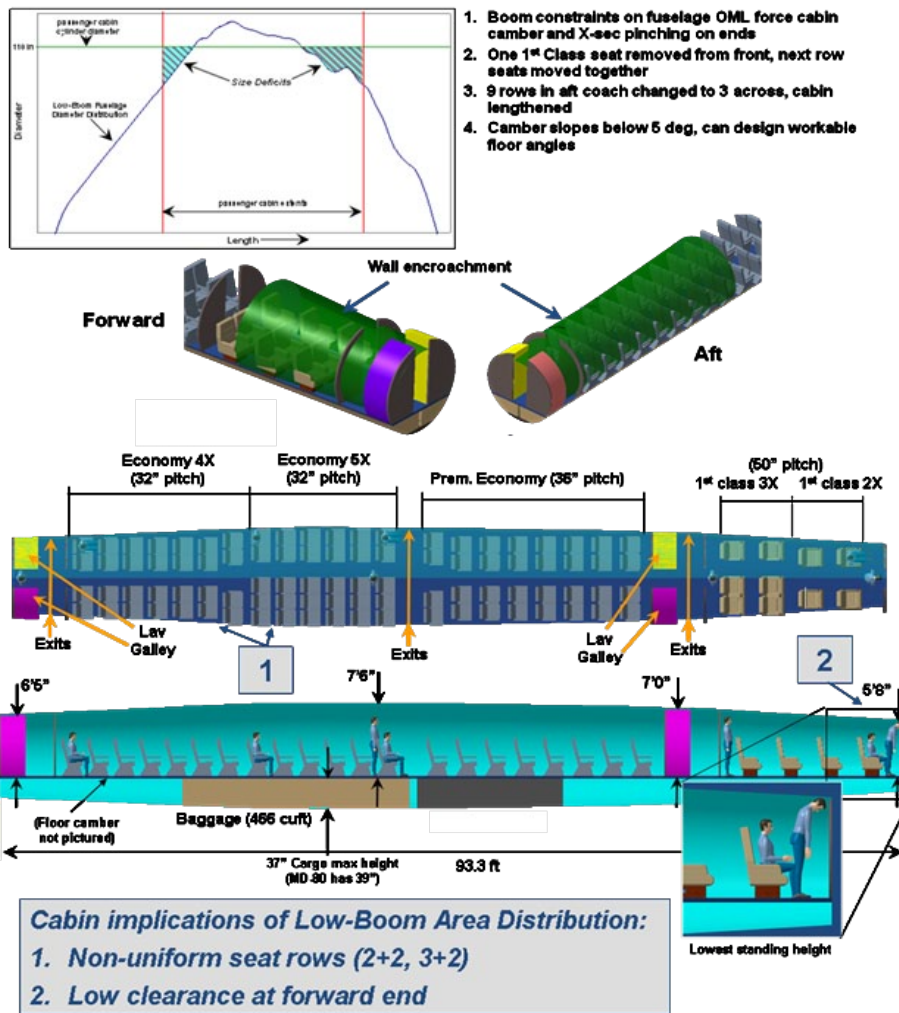 passenger cabin
cylinder diameter
Diameter
Size Deficits
Low-Boom Fuselage
Diameter Distribution
passenger cabin extents
Length
1. Boom constraints on fuselage OML force cabin
camber and X-sec pinching on ends
2. One 1st Class seat removed from front, next row
seats moved together
3. 9 rows in aft coach changed to 3 across, cabin
lengthened
4. Camber slopes below 5 deg, can design workable
floor angles
Wall encroachment
Forward
Aft
Economy 4X
(32” pitch)
Economy 5X
(32” pitch)
Prem. Economy (36” pitch)
(50” pitch)
1st class 3X
1st class 2X
Exits
Lav
Galley
Exits
Lav
Galley
Exits
1
2
6’5”
7’6”
7’0”
5’8”
(Floor camber
not pictured)
Baggage (466 cuft)
37” Cargo max height
(MD-80 has 39”)
93.3 ft
Lowest standing height
Cabin implications of Low-Boom Area Distribution:
1. Non-uniform seat rows (2+2, 3+2)
2. Low clearance at forward end